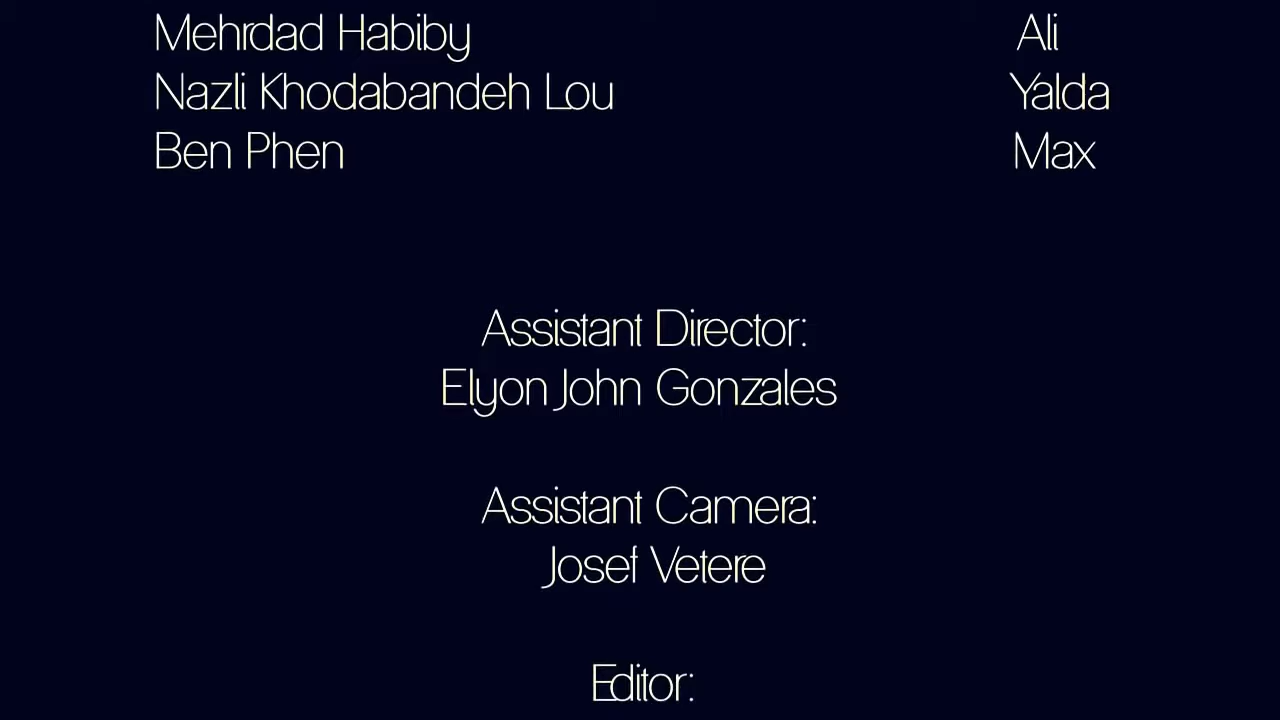 Mehrdad Habiby Ali
Nazli Khodabandeh Lou Yalda
Ben Phen Max
Assistant Director:
Elyon John Gonzales
Assistant Camera:
Josef Vetere
Editor: